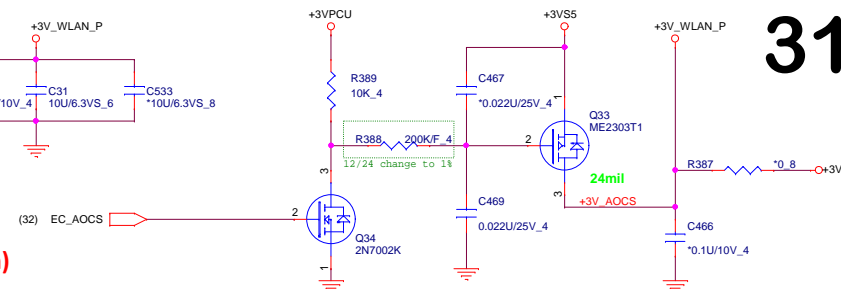 +3V_WLAN_P
/10V_4
C31
10U/6.3VS_6
C533
*10U/6.3VS_8
+3VPCU
R389
10K_4
R388 200K/F_4
12/24 change to 1%
3
2
1
Q34
2N7002K
(32) EC_AOCS
)
+3VS5
C467
*0.022U/25V_4
C469
0.022U/25V_4
1
2
3
Q33
ME2303T1
24mil
+3V_AOCS
+3V_WLAN_P
R387 *0_8
+3V
C466
*0.1U/10V_4
31